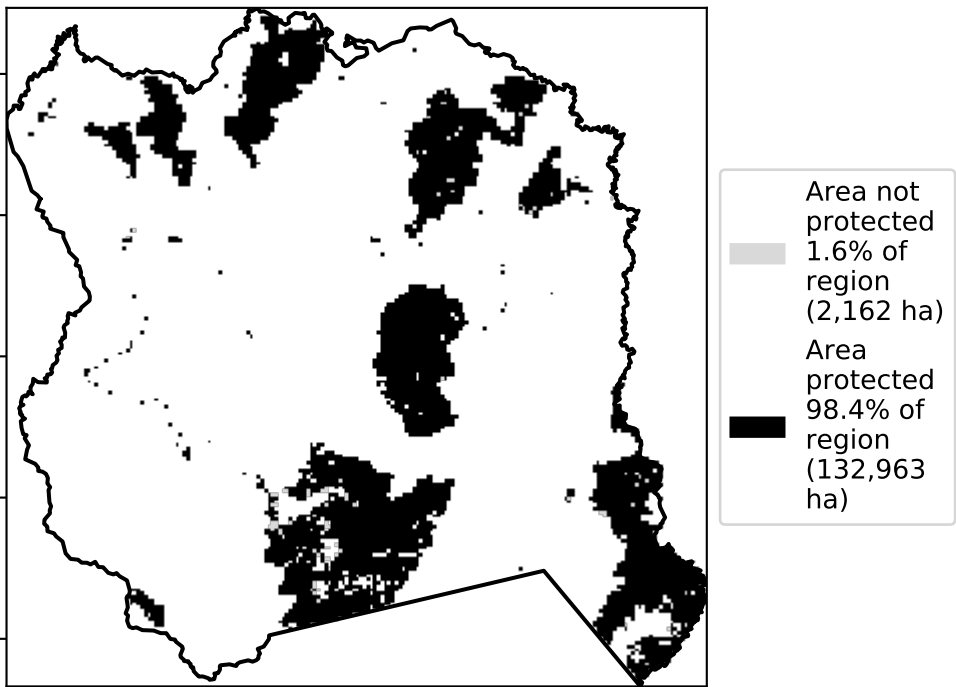 Area not
protected
1.6% of
region
(2,162 ha)
Area
protected
98.4% of
region
(132,963
ha)